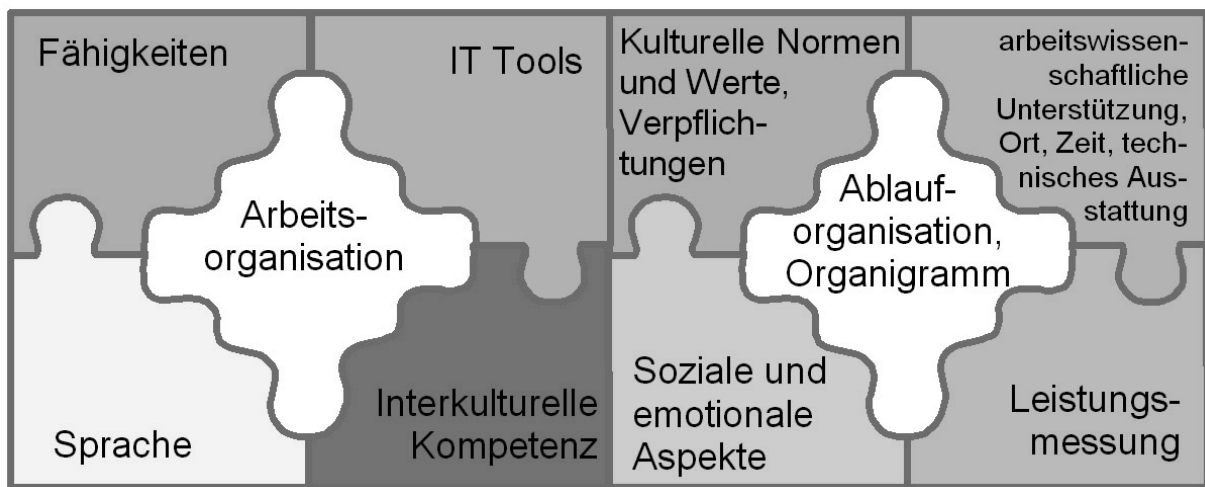 Fähigkeiten
IT Tools
Arbeits-
organisation
Sprache
Interkulturelle
Kompetenz
Kulturelle Normen
und Werte,
Verpflich-
tungen
arbeitswissen-
schaftliche
Unterstützung,
Ort, Zeit, tech-
nisches Aus-
stattung
Ablauf-
organisation,
Organigramm
Soziale und
emotionale
Aspekte
Leistungs-
messung